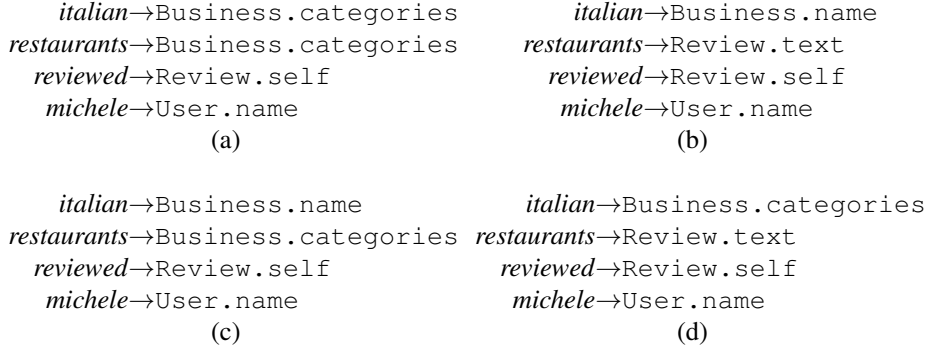 italian→Business.categories
restaurants→Business.categories
reviewed→Review.self
michele→User.name
(a)
italian→Business.name
restaurants→Review.text
reviewed→Review.self
michele→User.name
(b)
italian→Business.name
restaurants→Business.categories
reviewed→Review.self
michele→User.name
(c)
italian→Business.categories
restaurants→Review.text
reviewed→Review.self
michele→User.name
(d)